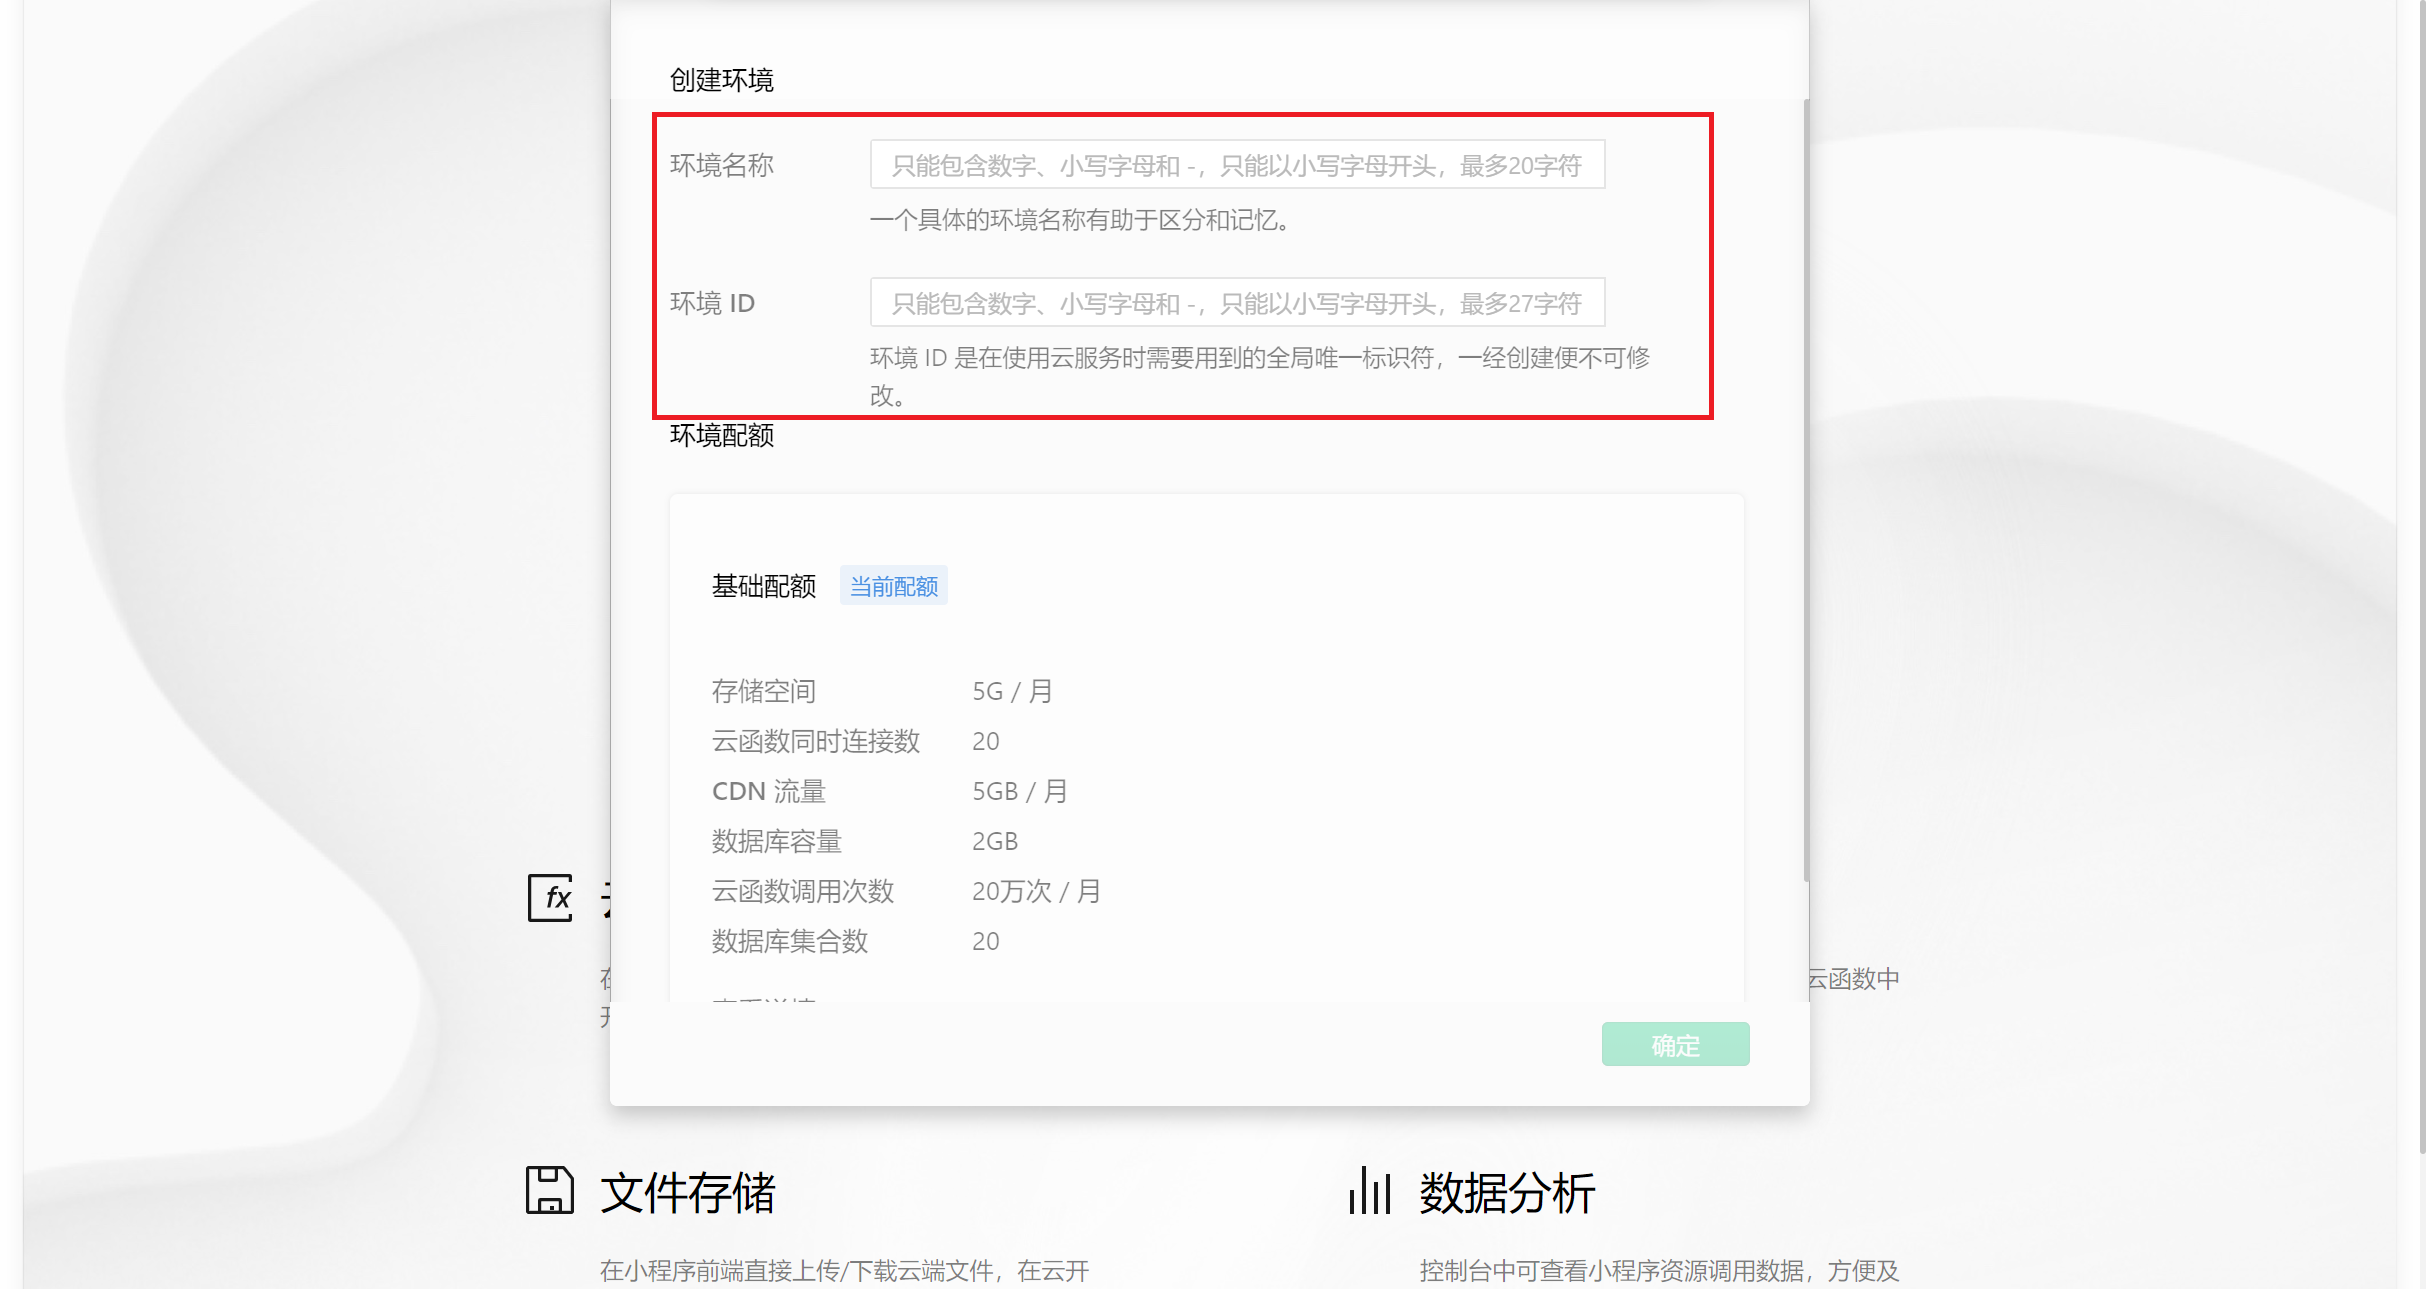 创建环境
环境名称
只能包含数字、小写字母和 -，只能以小写字母开头，最多20字符
一个具体的环境名称有助于区分和记忆。
环境 ID
只能包含数字、小写字母和 -，只能以小写字母开头，最多27字符
环境 ID 是在使用云服务时需要用到的全局唯一标识符，一经创建便不可修
改。
环境配额
基础配额 当前配额
存储空间 5G / 月
云函数同时连接数 20
CDN 流量 5GB / 月
数据库容量 2GB
云函数调用次数 20万次 / 月
数据库集合数 20
fx
云函数中
确定
文件存储
在小程序前端直接上传/下载云端文件，在云开
数据分析
控制台中可查看小程序资源调用数据，方便及